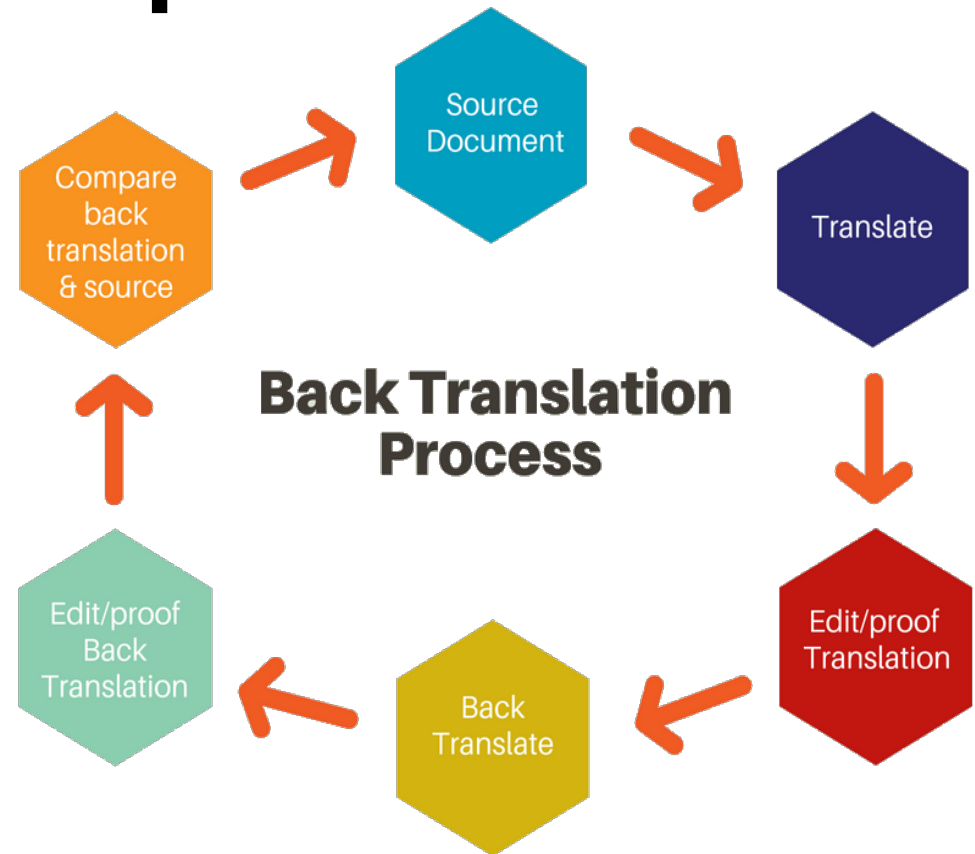 Source
Document
Translate
Edit/proof
Translation
Back
Translate
Edit/proof
Back
Translation
Compare
back
translation
& source
Back Translation
Process